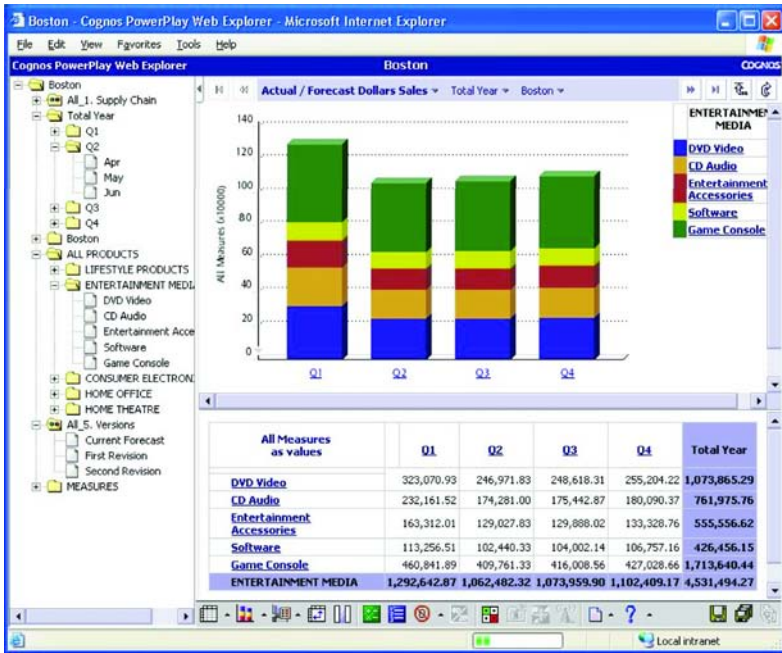 Boston - Cognos PowerPlay Web Explorer - Microsoft Internet Explorer
File Edit View Favorites Tools Help
Cognos PowerPlay Web Explorer Boston COGNOS
Boston
All_1. Supply Chain
Total Year
Q1
Q2
Apr
May
Jun
Q3
Q4
Boston
ALL PRODUCTS
LIFESTYLE PRODUCTS
ENTERTAINMENT MEDI
DVD Video
CD Audio
Entertainment Acce
Software
Game Console
CONSUMER ELECTRON
HOME OFFICE
HOME THEATRE
All_5. Versions
Current Forecast
First Revision
Second Revision
MEASURES
Actual / Forecast Dollars Sales Total Year Boston
All Measures (x10000)
140
120
100
80
60
40
20
0
Q1 Q2 Q3 Q4
ENTERTAINMEN
MEDIA
DVD Video
CD Audio
Entertainment
Accessories
Software
Game Console
All Measures
as values Q1 Q2 Q3 Q4 Total Year
DVD Video 323,070.93 246,971.83 248,618.31 255,204.22 1,073,865.29
CD Audio 232,161.52 174,281.00 175,442.87 180,090.37 761,975.76
Entertainment
Accessories 163,312.01 129,027.83 129,888.02 133,328.76 555,556.62
Software 113,256.51 102,440.33 104,002.14 106,757.16 426,456.15
Game Console 460,841.89 409,761.33 416,008.56 427,028.66 1,713,640.44
ENTERTAINMENT MEDIA 1,292,642.87 1,062,482.32 1,073,959.90 1,102,409.17 4,531,494.27
Local intranet